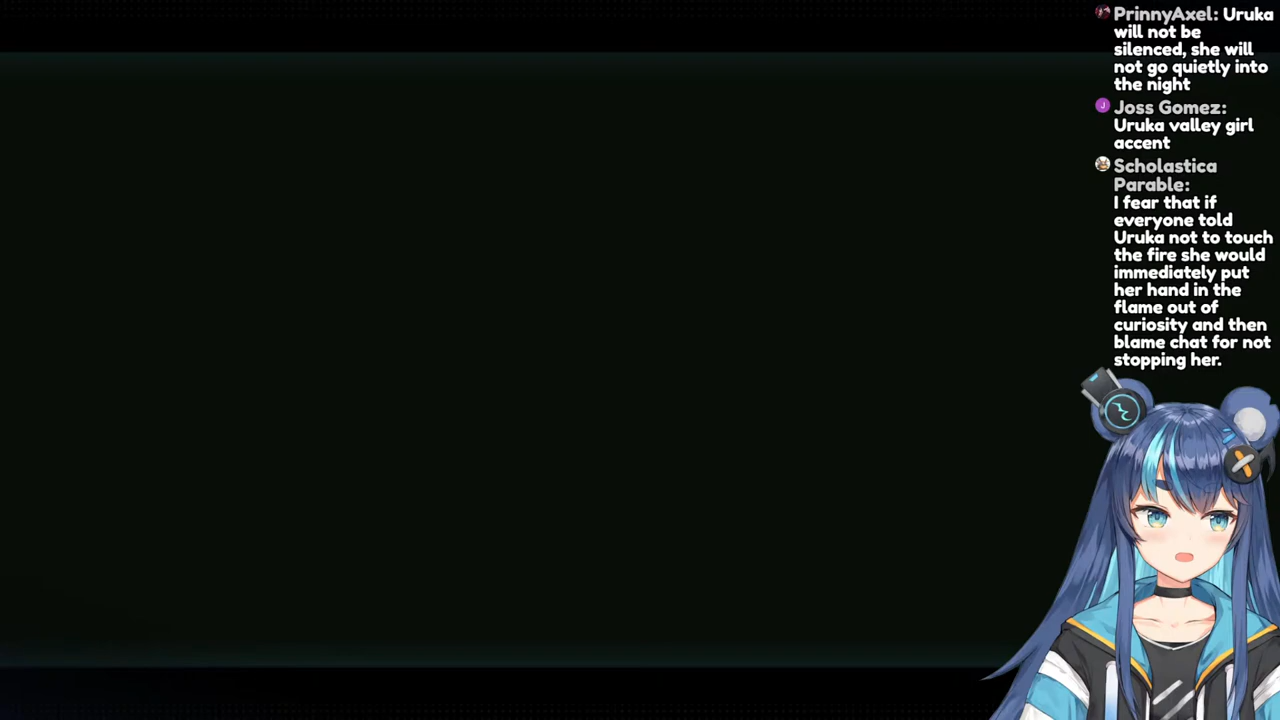 PrinnyAxel: Uruka
will not be
silenced, she will
not go quietly into
the night
J Joss Gomez:
Uruka valley girl
accent
Scholastica
Parable:
I fear that if
everyone told
Uruka not to touch
the fire she would
immediately put
her hand in the
flame out of
curiosity and then
blame chat for not
stopping her.